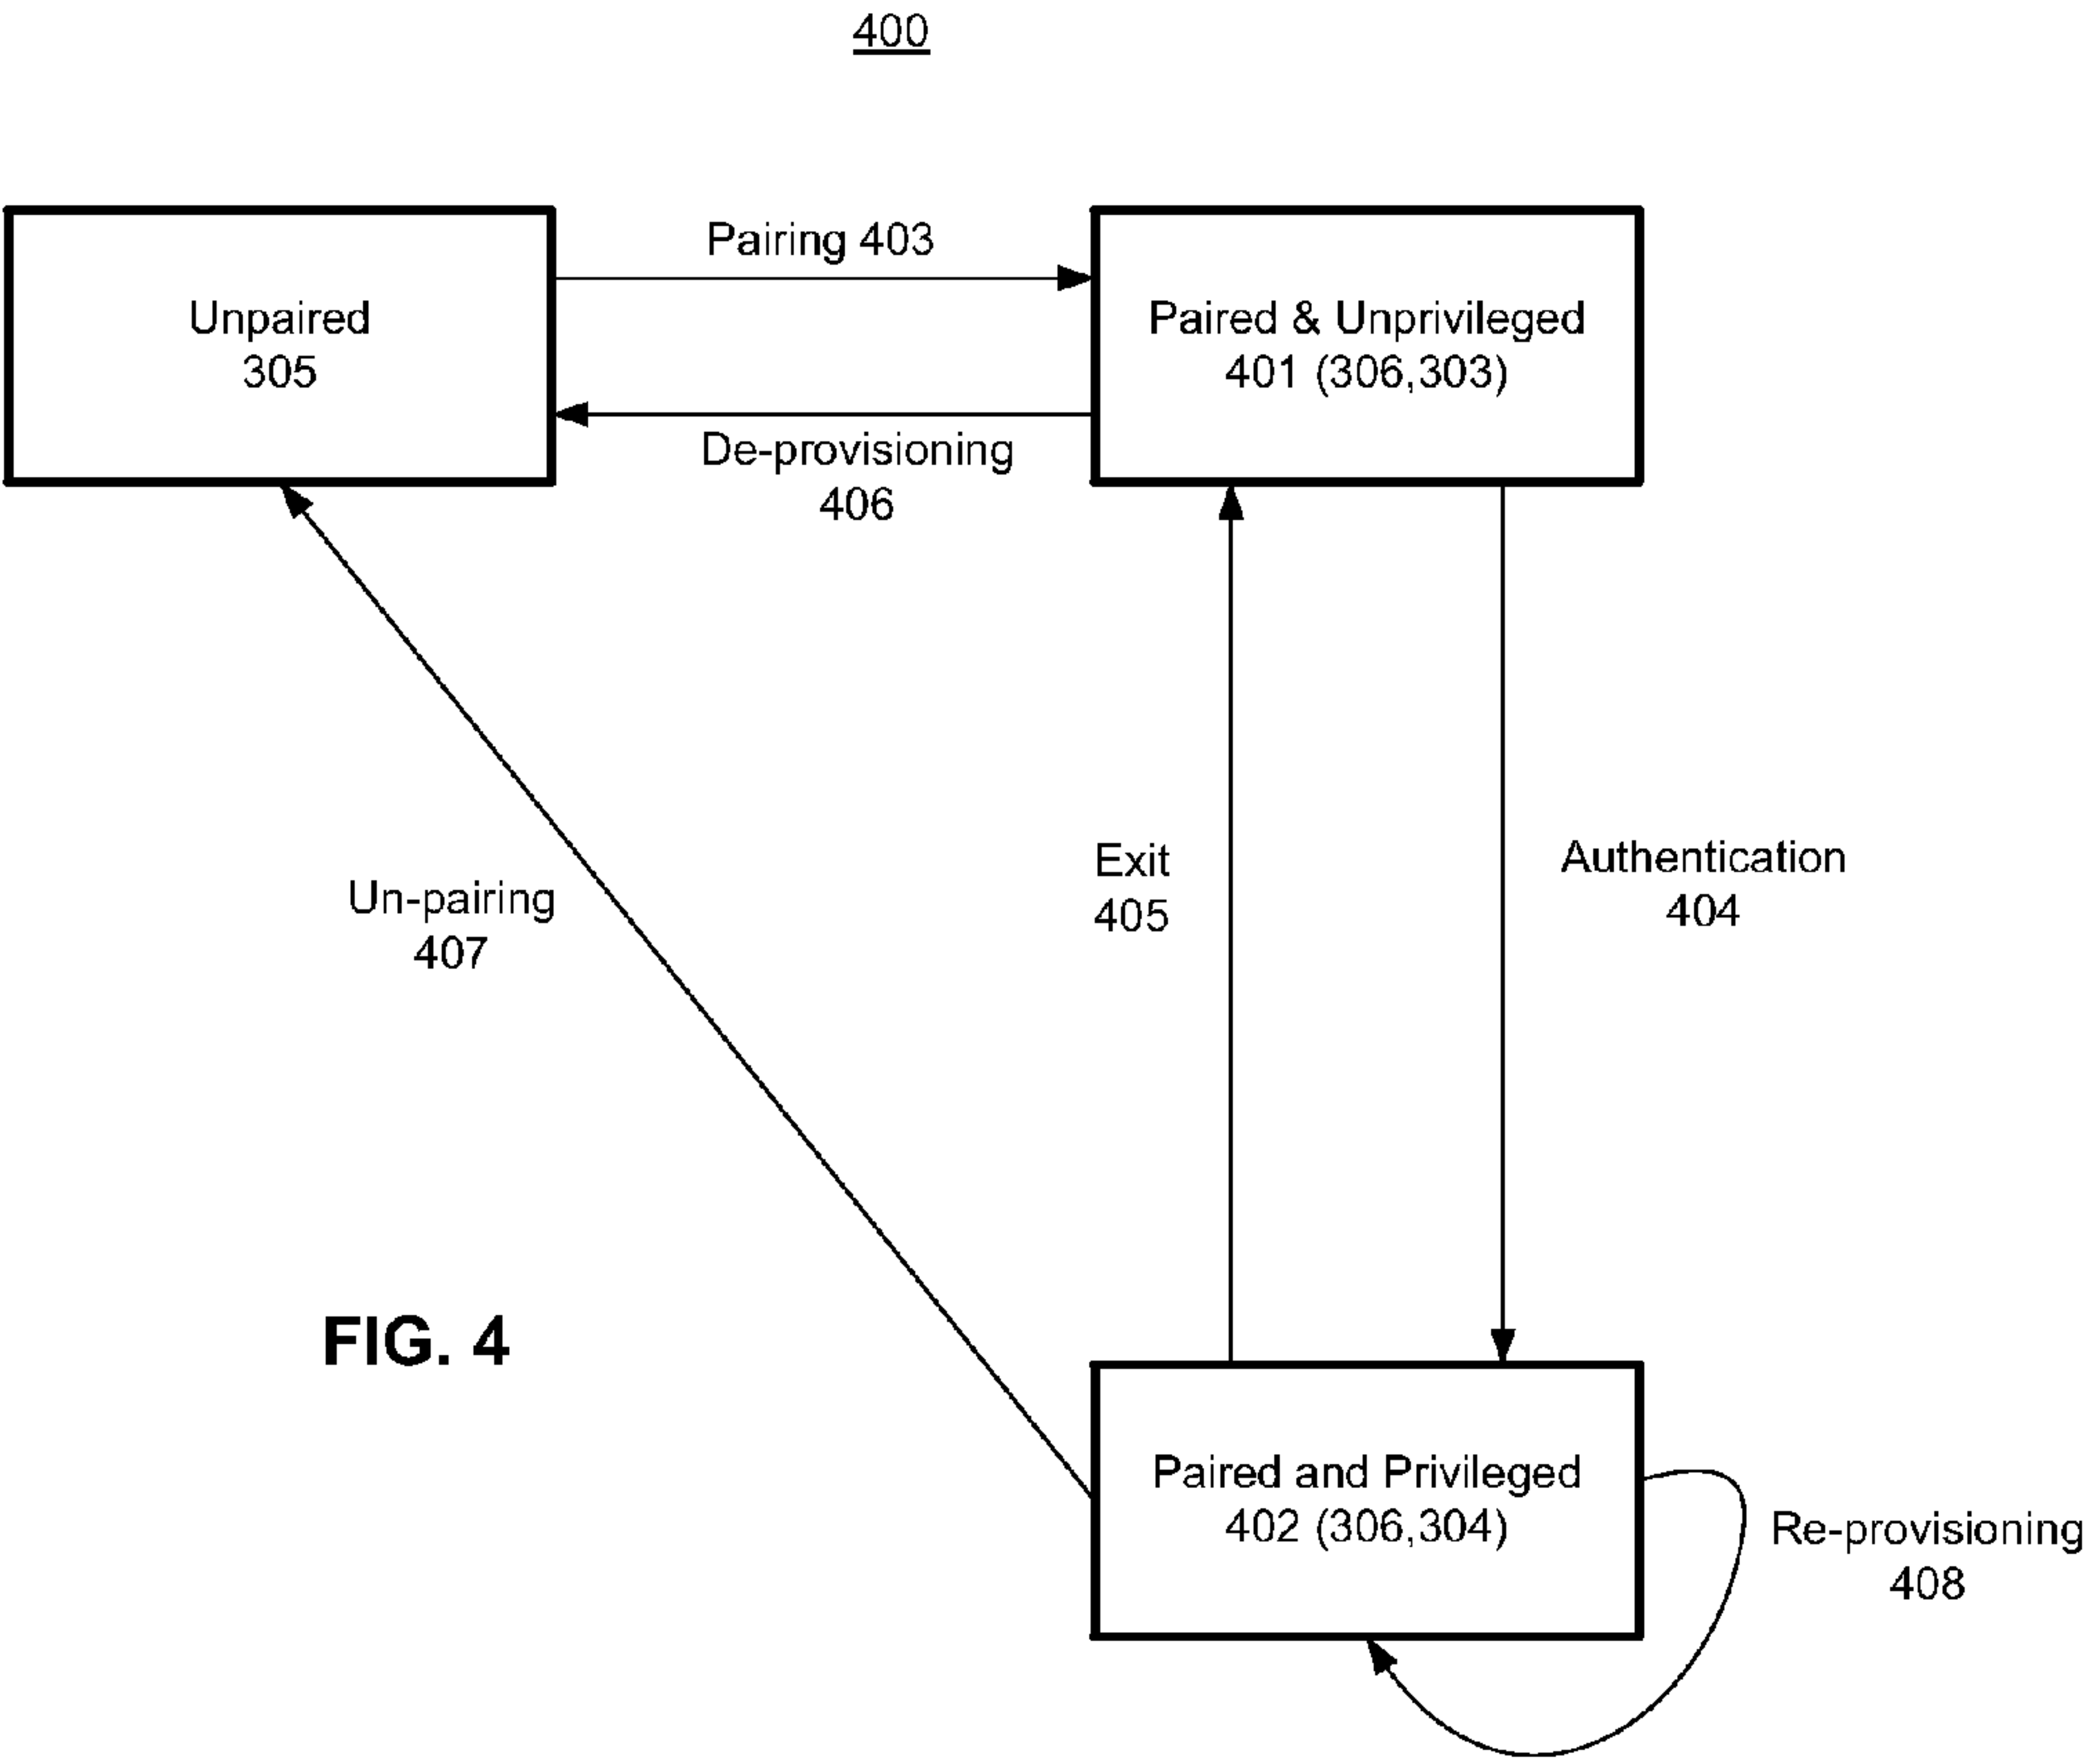 400
Pairing 403
Unpaired
305
Paired & Unprivileged
401 (306,303)
De-provisioning
406
Exit
405
Authentication
404
Un-pairing
407
FIG. 4
Paired and Privileged
402 (306,304)
Re-provisioning
408